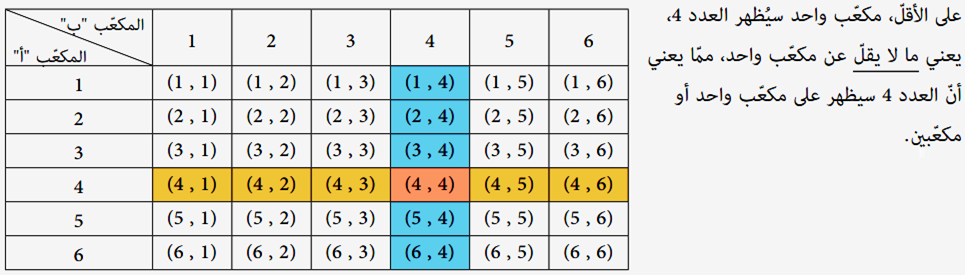 على الأقلّ، مكعّب واحد سيُظهر العدد 4،
يعني ما لا يقلّ عن مكعّب واحد، ممّا يعني
أنّ العدد 4 سيظهر على مكعّب واحد أو
مكعّبين.
المكعّب "ب"
المكعّب "أ"
1 2 3 4 5 6
1 (1 , 1) (1 , 2) (1 , 3) (1 , 4) (1 , 5) (1 , 6)
2 (2 , 1) (2 , 2) (2 , 3) (2 , 4) (2 , 5) (2 , 6)
3 (3 , 1) (3 , 2) (3 , 3) (3 , 4) (3 , 5) (3 , 6)
4 (4 , 1) (4 , 2) (4 , 3) (4 , 4) (4 , 5) (4 , 6)
5 (5 , 1) (5 , 2) (5 , 3) (5 , 4) (5 , 5) (5 , 6)
6 (6 , 1) (6 , 2) (6 , 3) (6 , 4) (6 , 5) (6 , 6)